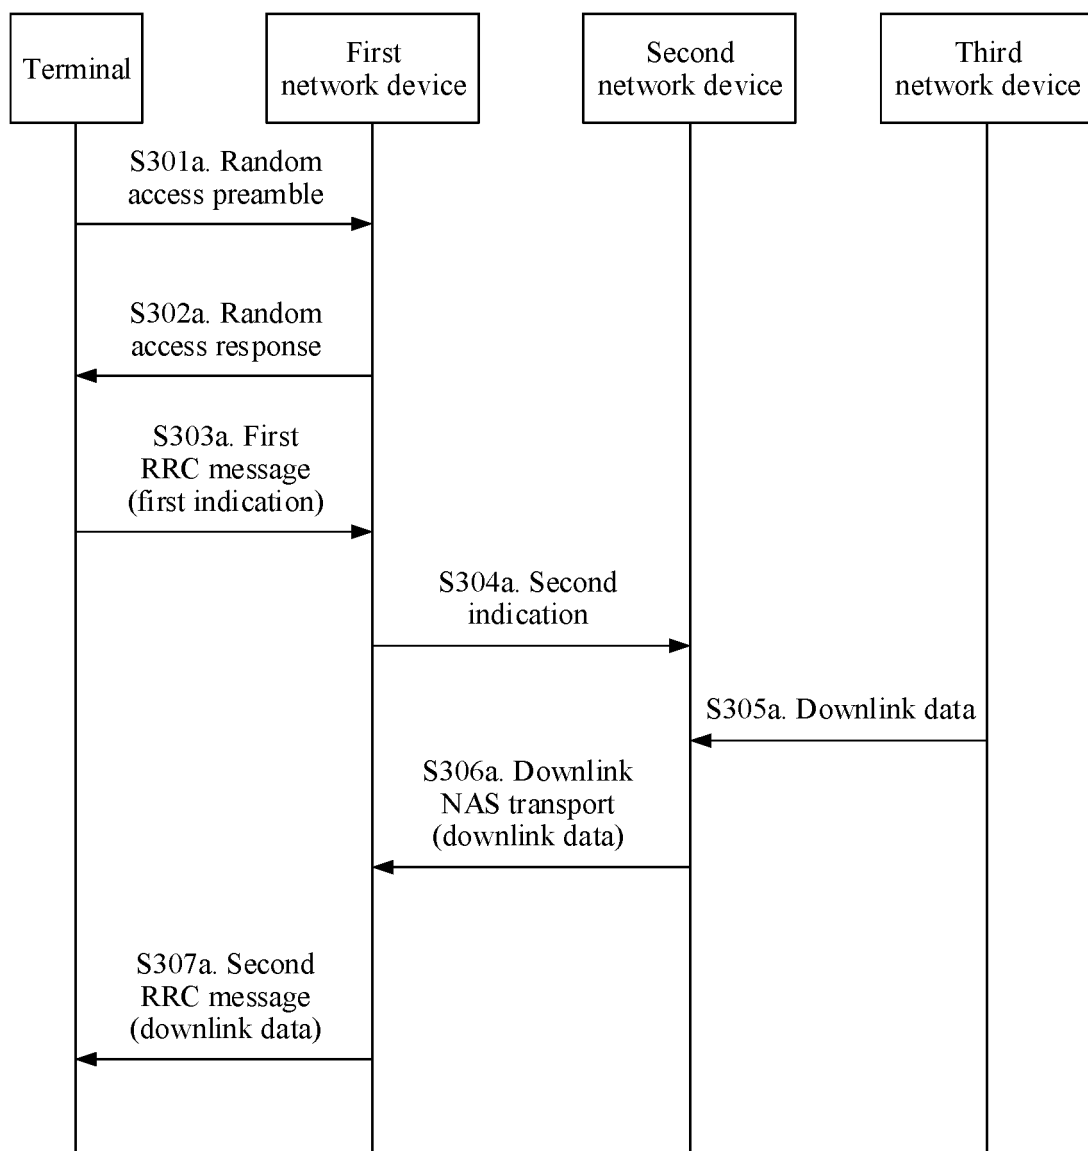 Terminal
First
network device
Second
network device
Third
network device
S301a. Random
access preamble
S302a. Random
access response
S303a. First
RRC message
(first indication)
S304a. Second
indication
S305a. Downlink data
S306a. Downlink
NAS transport
(downlink data)
S307a. Second
RRC message
(downlink data)